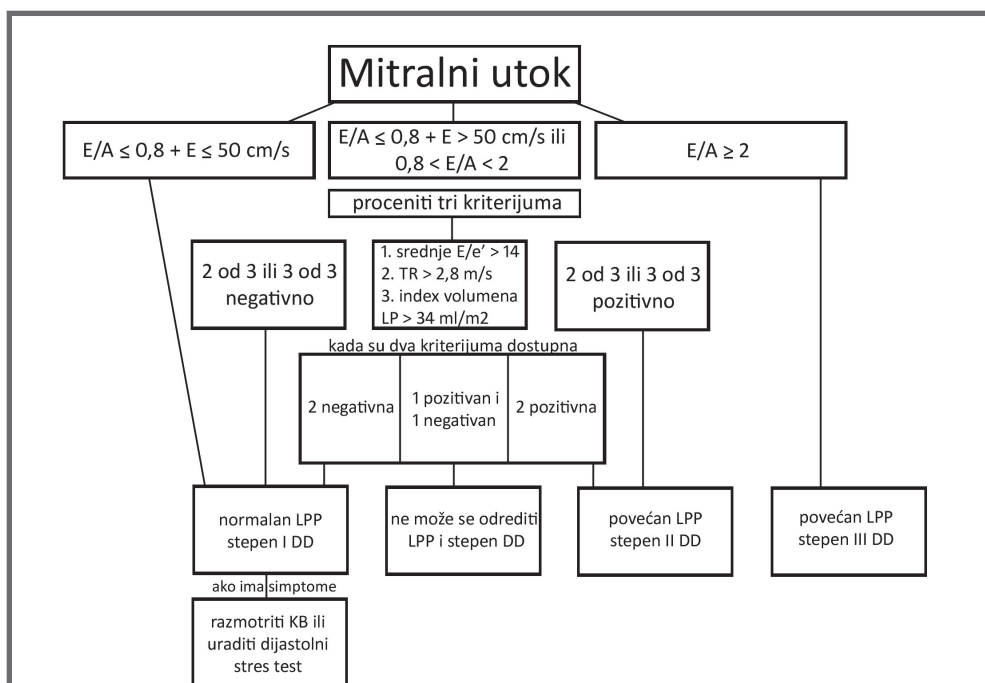 Mitralni utok
E/A ≤ 0,8 + E ≤ 50 cm/s
E/A ≤ 0,8 + E > 50 cm/s ili
0,8 < E/A < 2
E/A ≥ 2
proceniti tri kriterijuma
2 od 3 ili 3 od 3
negativno
1. srednje E/e’ > 14
2. TR > 2,8 m/s
3. index volumena
LP > 34 ml/m2
2 od 3 ili 3 od 3
pozitivno
kada su dva kriterijuma dostupna
2 negativna
1 pozitivan i
1 negativan
2 pozitivna
normalan LPP
stepen I DD
ne može se odrediti
LPP i stepen DD
povećan LPP
stepen II DD
povećan LPP
stepen III DD
ako ima simptome
razmotriti KB ili
uraditi dijastolni
stres test